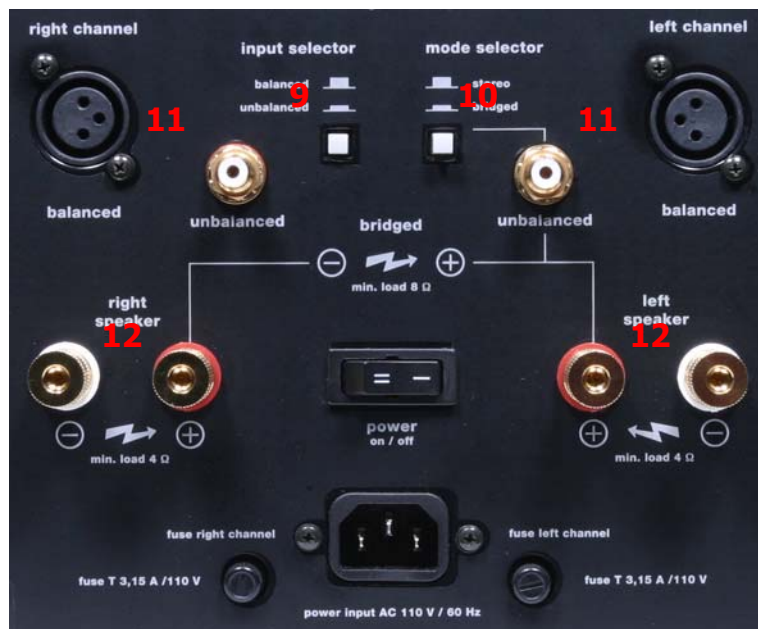 right channel
left channel
input selector
mode selector
balanced
stereo
9
10
unbalanced
bridged
11
11
balanced
unbalanced
bridged
unbalanced
balanced
min. load 8 Ω
right
speaker
left
speaker
12
12
= –
power
on / off
min. load 4 Ω
min. load 4 Ω
fuse right channel
fuse left channel
fuse T 3,15 A /110 V
fuse T 3,15 A /110 V
power input AC 110 V / 60 Hz